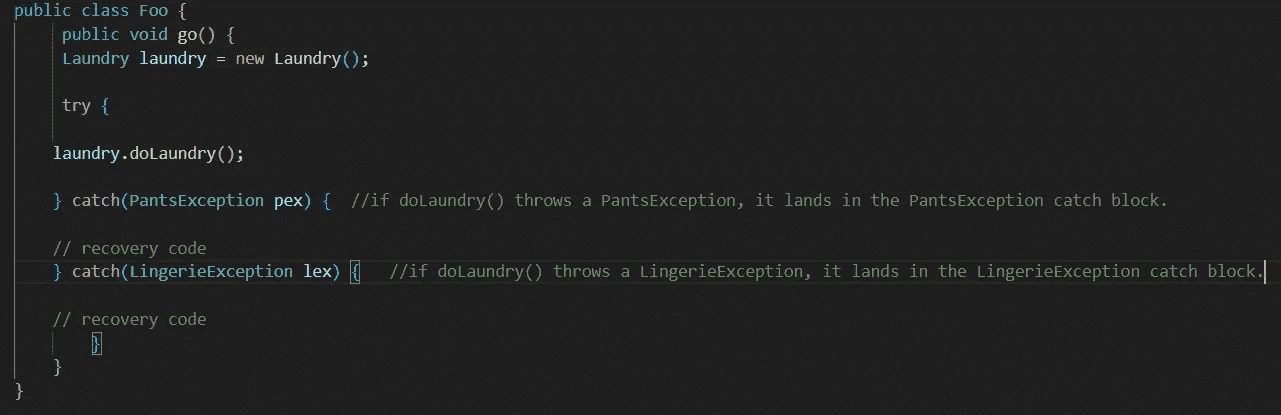 public class Foo {
public void go() {
Laundry laundry = new Laundry();
try {
laundry.doLaundry();
} catch(PantsException pex) {  //if doLaundry() throws a PantsException, it lands in the PantsException catch block.
// recovery code
} catch(LingerieException lex) {   //if doLaundry() throws a LingerieException, it lands in the LingerieException catch block.
// recovery code
}
}
}